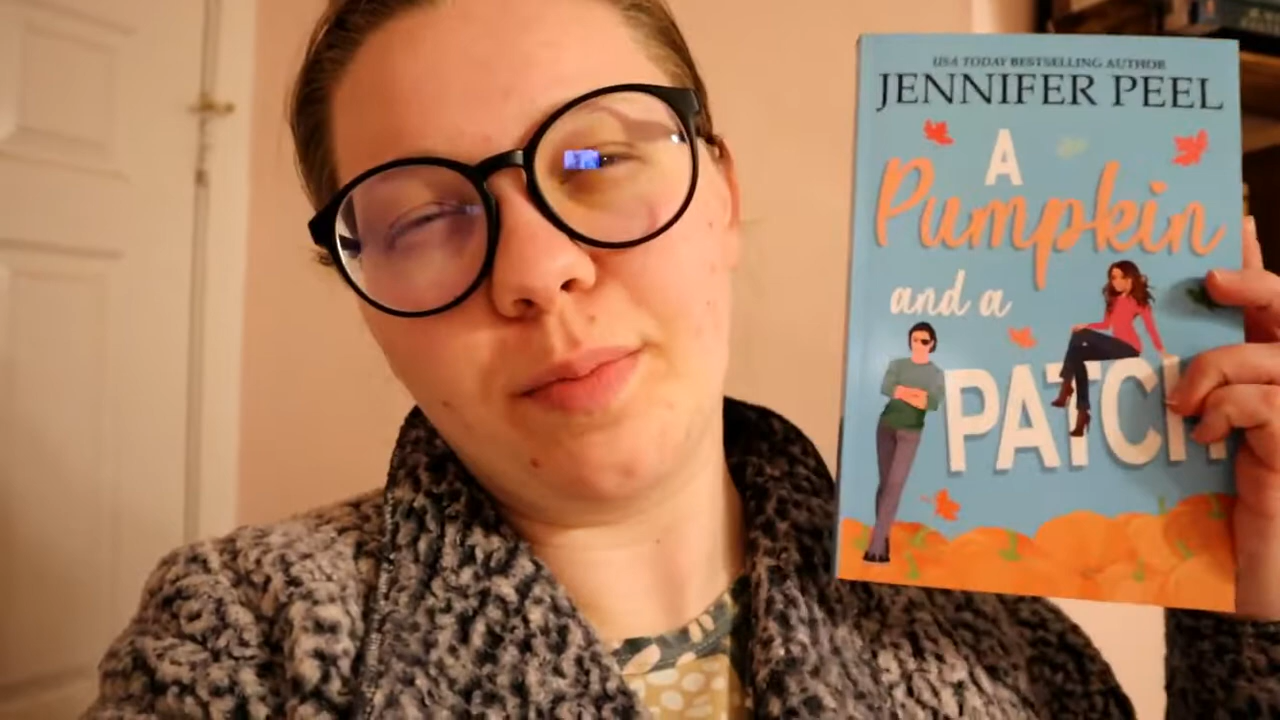 USA TODAY BESTSELLING AUTHOR
JENNIFER PEEL
A
Pumpkin
and a
PATCH